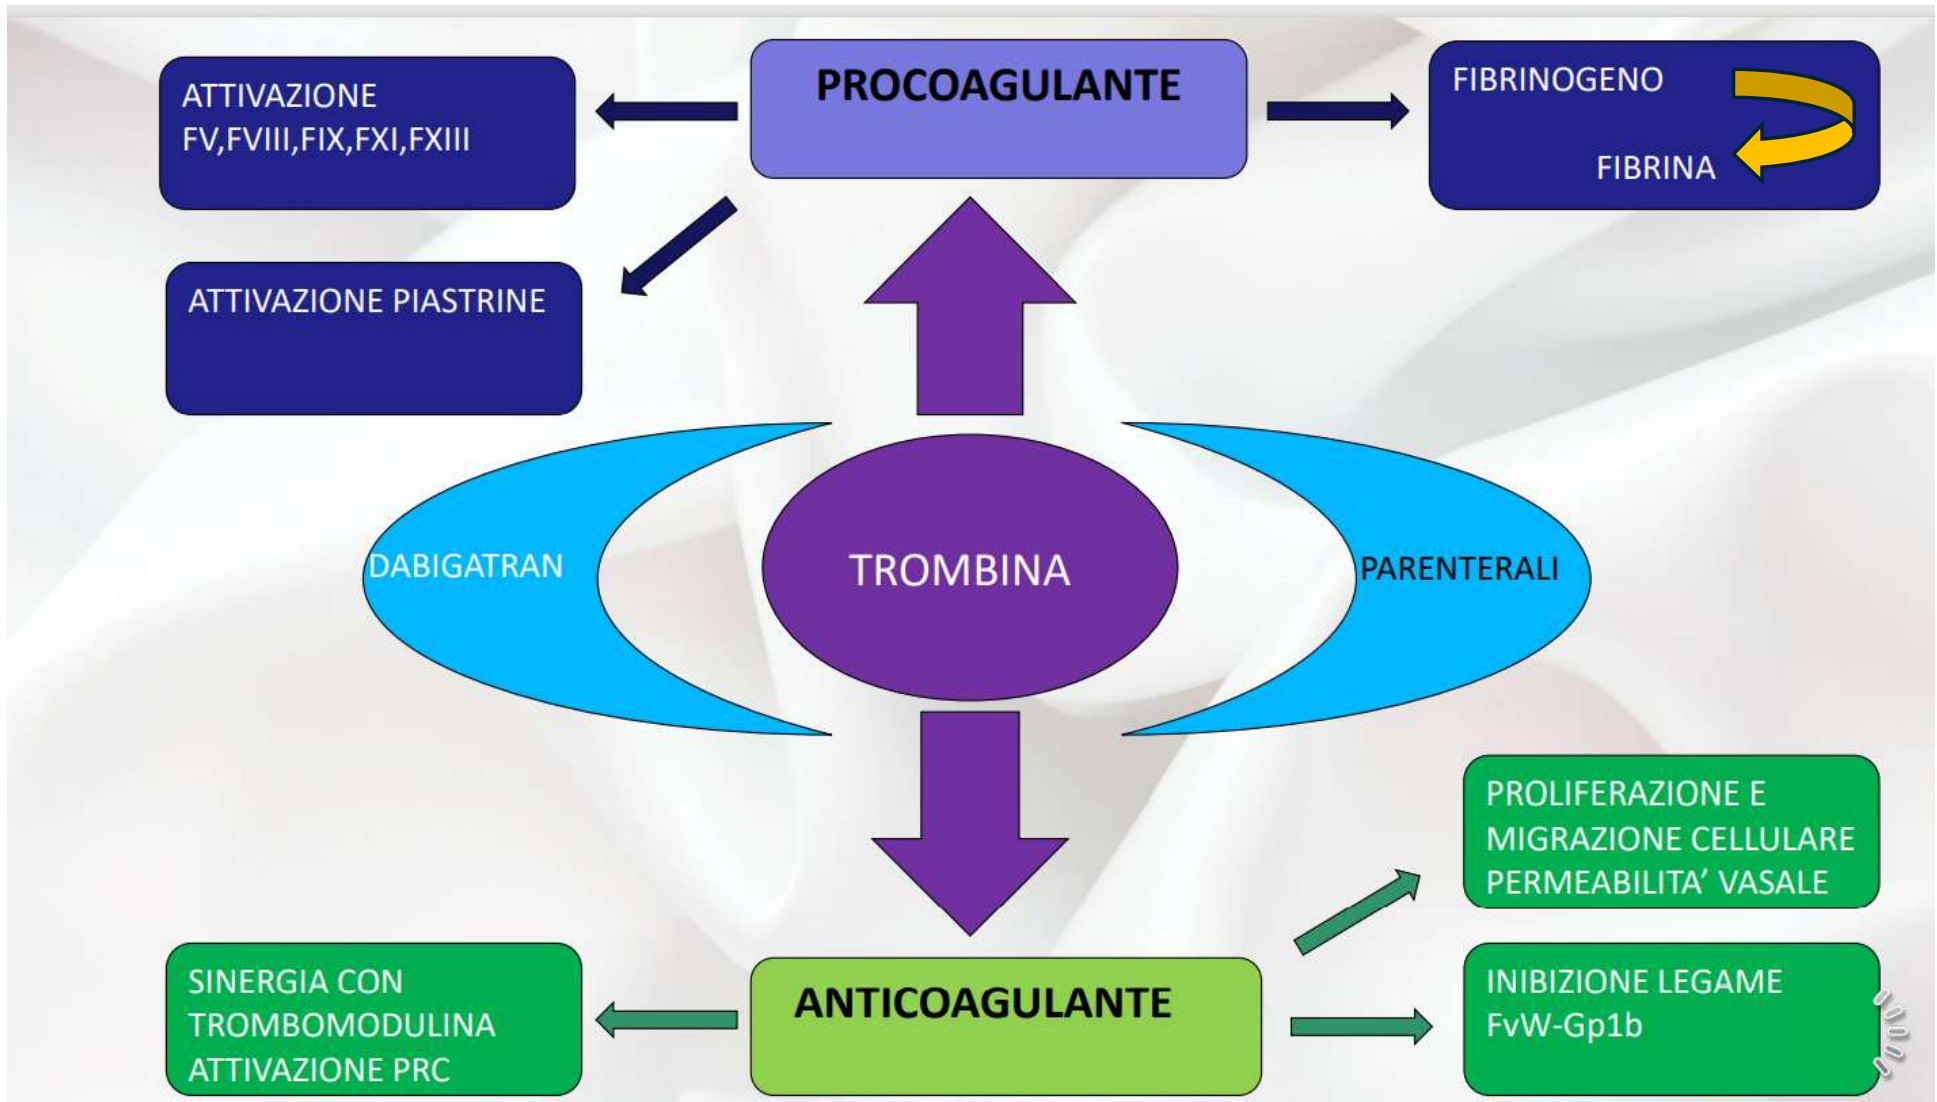 PROCOAGULANTE
ATTIVAZIONE
FV,FVIII,FIX,FXI,FXIII
FIBRINOGENO
FIBRINA
ATTIVAZIONE PIASTRINE
DABIGATRAN
TROMBINA
PARENTERALI
PROLIFERAZIONE E
MIGRAZIONE CELLULARE
PERMEABILITA’ VASALE
SINERGIA CON
TROMBOMODULINA
ATTIVAZIONE PRC
ANTICOAGULANTE
INIBIZIONE LEGAME
FvW-Gp1b